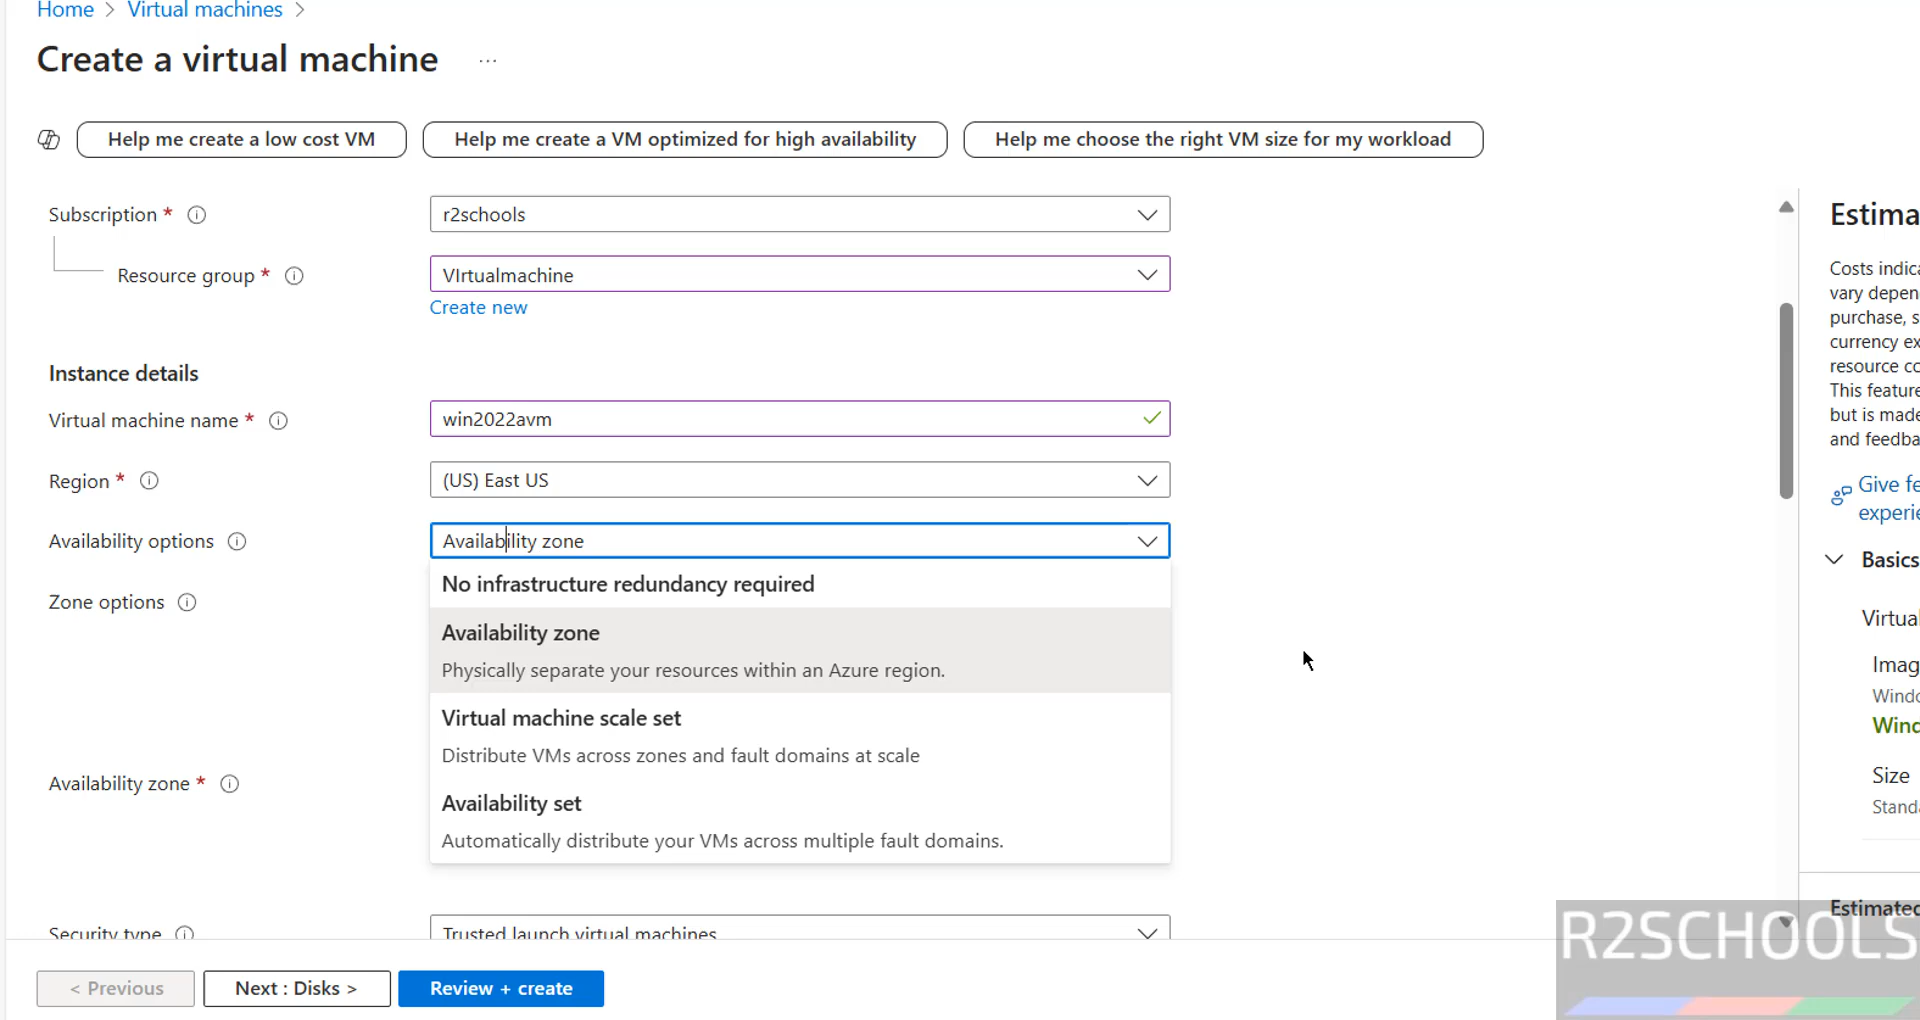 Home > Virtual machines >
Create a virtual machine ...
Help me create a low cost VM
Help me create a VM optimized for high availability
Help me choose the right VM size for my workload
Subscription *
r2schools
Resource group *
VIrtualmachine
Create new
Instance details
Virtual machine name *
win2022avm
Region *
(US) East US
Availability options
Availability zone
No infrastructure redundancy required
Zone options
Availability zone
Physically separate your resources within an Azure region.
Virtual machine scale set
Distribute VMs across zones and fault domains at scale
Availability zone *
Availability set
Automatically distribute your VMs across multiple fault domains.
Security type
Trusted launch virtual machines
< Previous
Next : Disks >
Review + create
Estima
Costs indica
vary depen
purchase, s
currency ex
resource co
This feature
but is made
and feedba
Give fe
experie
Basics
Virtual
Imag
Windo
Wind
Size
Standa
Estimated
R2SCHOOLS